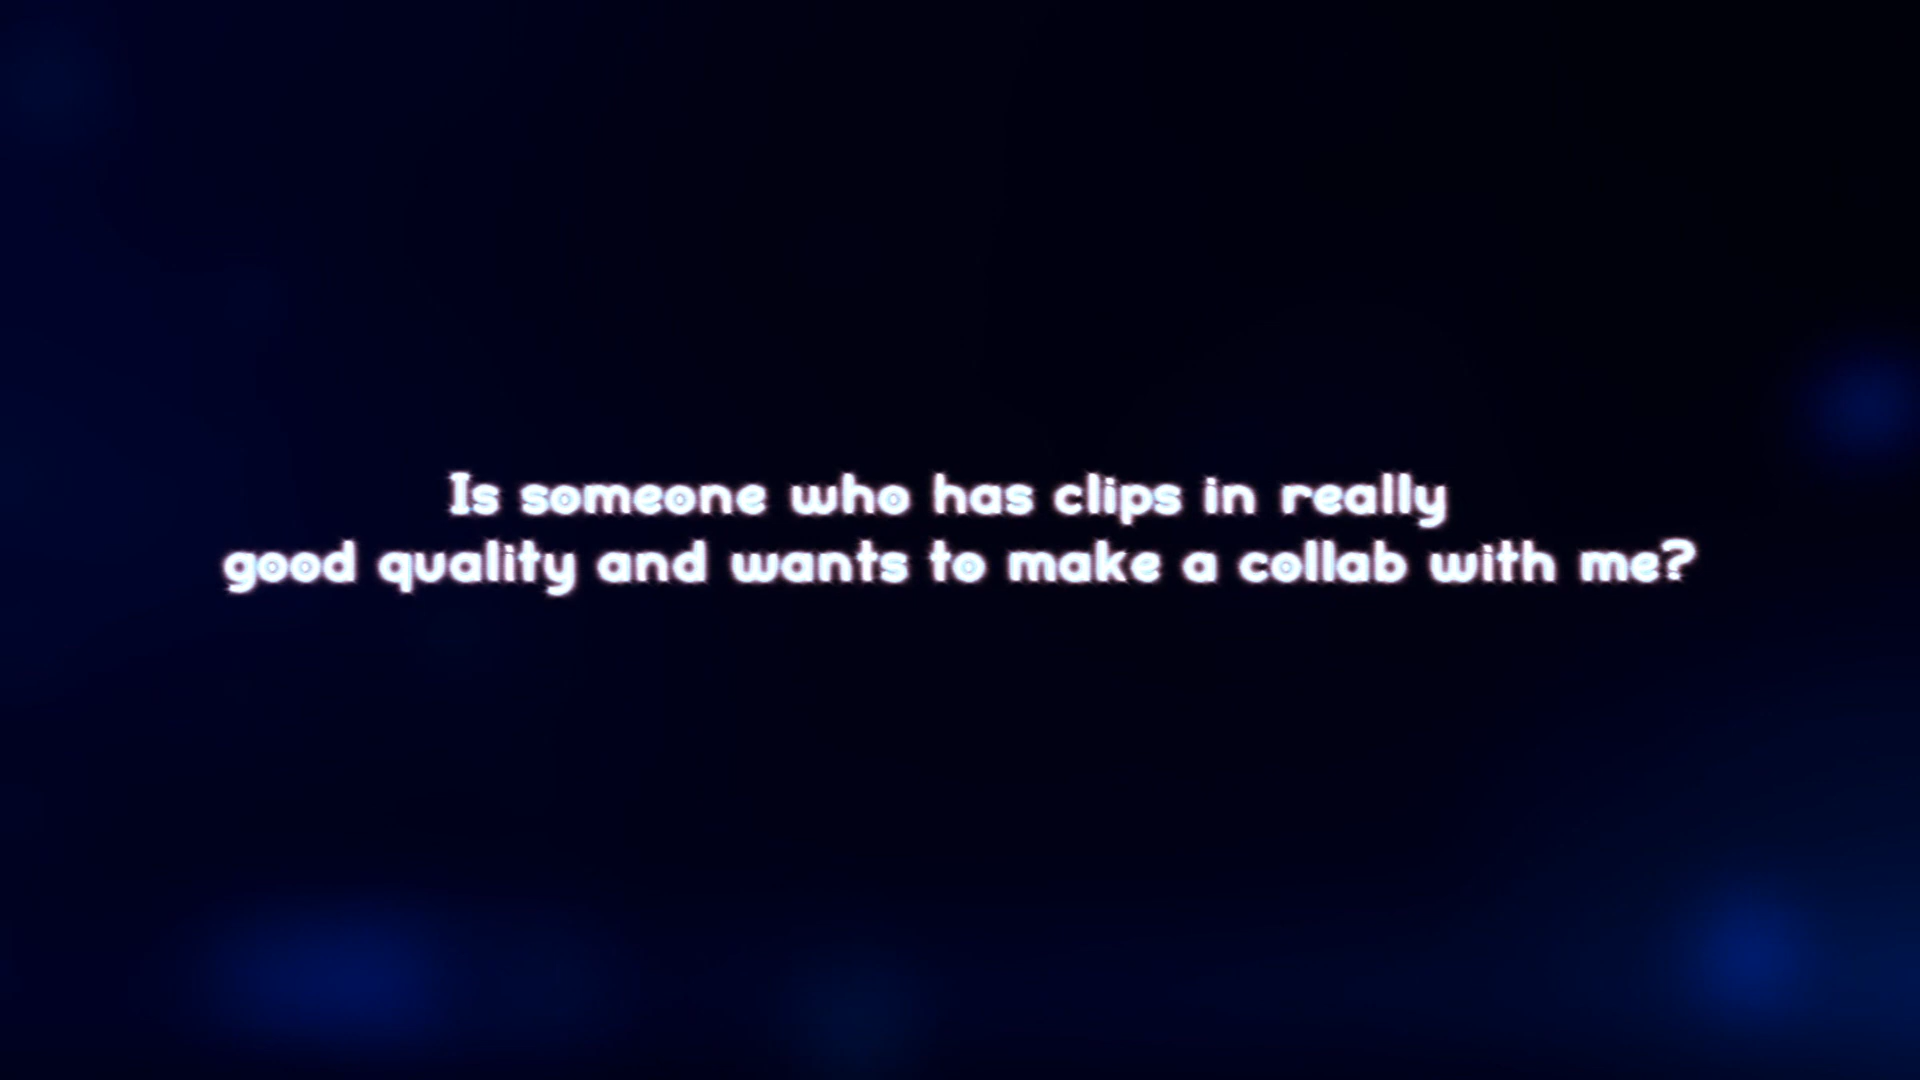 Is someone who has clips in really
good quality and wants to make a collab with me?